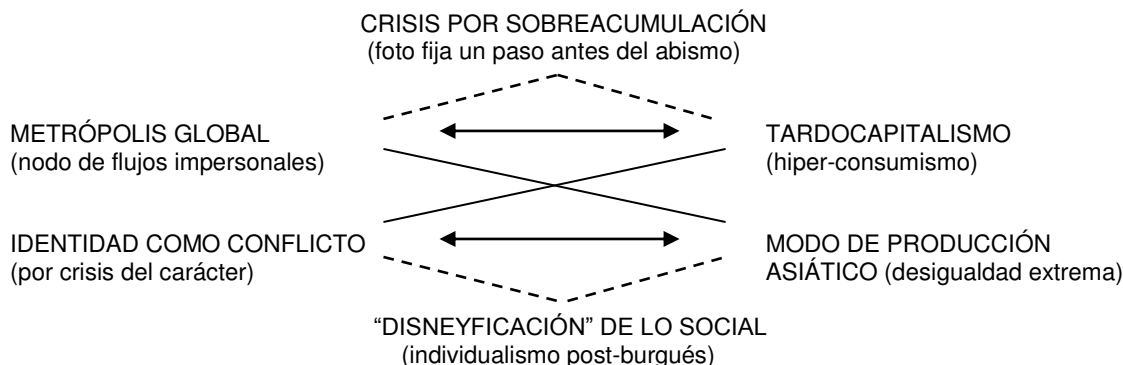 CRISIS POR SOBREACUMULACIÓN
(foto fija un paso antes del abismo)
METRÓPOLIS GLOBAL
(nodo de flujos impersonales)
TARDOCAPITALISMO
(hiper-consumismo)
IDENTIDAD COMO CONFLICTO
(por crisis del carácter)
MODO DE PRODUCCIÓN
ASIÁTICO (desigualdad extrema)
“DISNEYFICACIÓN” DE LO SOCIAL
(individualismo post-burgués)